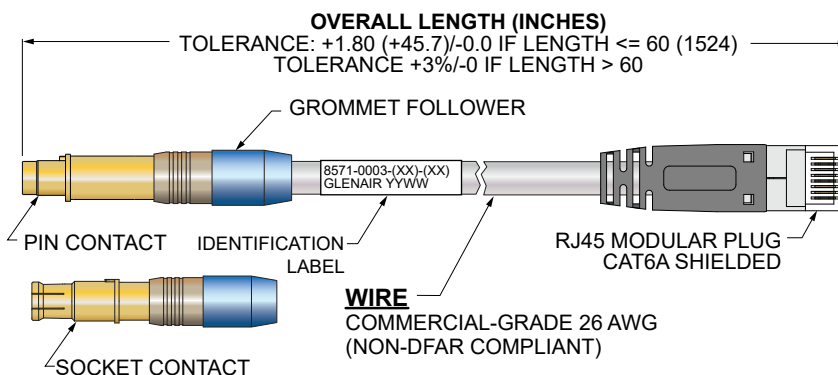 OVERALL LENGTH (INCHES)
TOLERANCE: +1.80 (+45.7)/-0.0 IF LENGTH <= 60 (1524)
TOLERANCE +3%/-0 IF LENGTH > 60
GROMMET FOLLOWER
8571-0003-(XX)-(XX)
GLENAIR YYWW
PIN CONTACT
IDENTIFICATION
LABEL
RJ45 MODULAR PLUG
CAT6A SHIELDED
WIRE
COMMERCIAL-GRADE 26 AWG
(NON-DFAR COMPLIANT)
SOCKET CONTACT